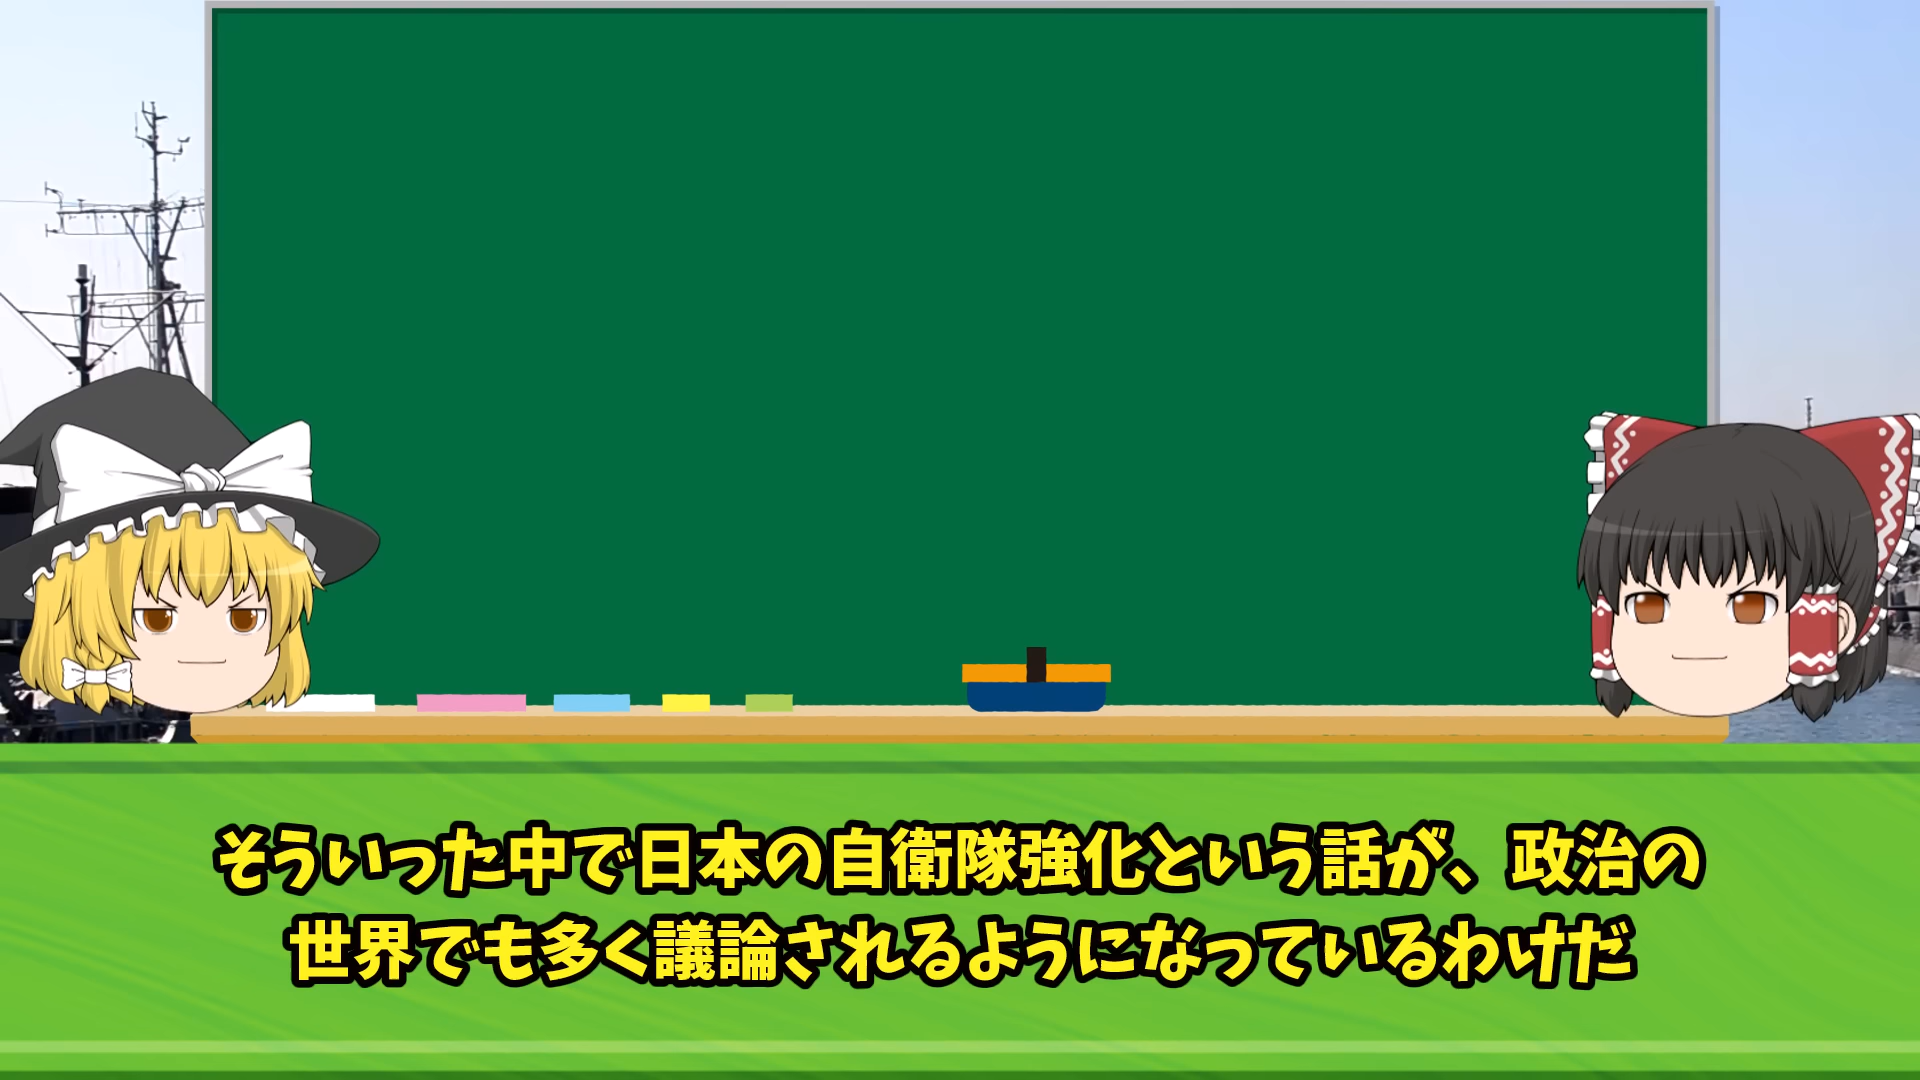 そういった中で日本の自衛隊強化という話が、政治の
世界でも多く議論されるようになっているわけだ